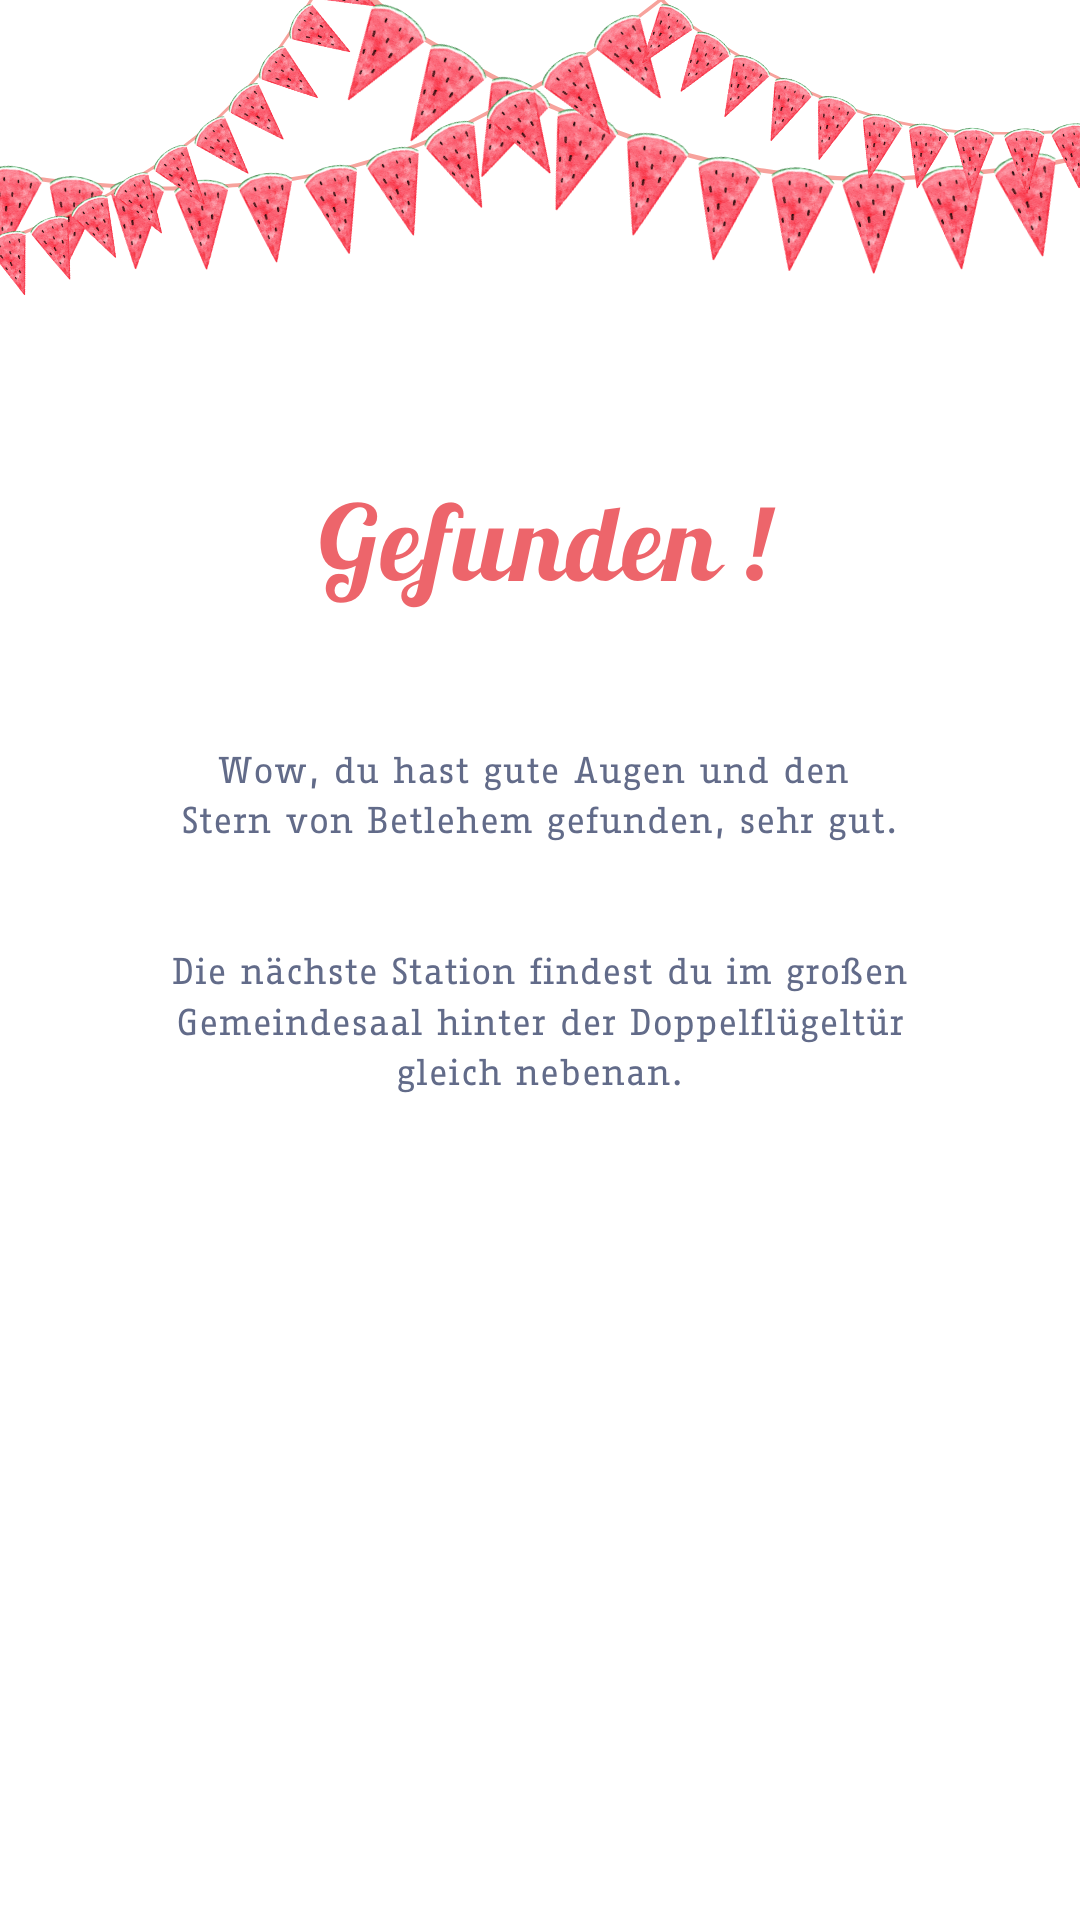 Gefunden !
Wow, du hast gute Augen und den
Stern von Betlehem gefunden, sehr gut.
Die nächste Station findest du im großen
Gemeindesaal hinter der Doppelflügeltür
gleich nebenan.